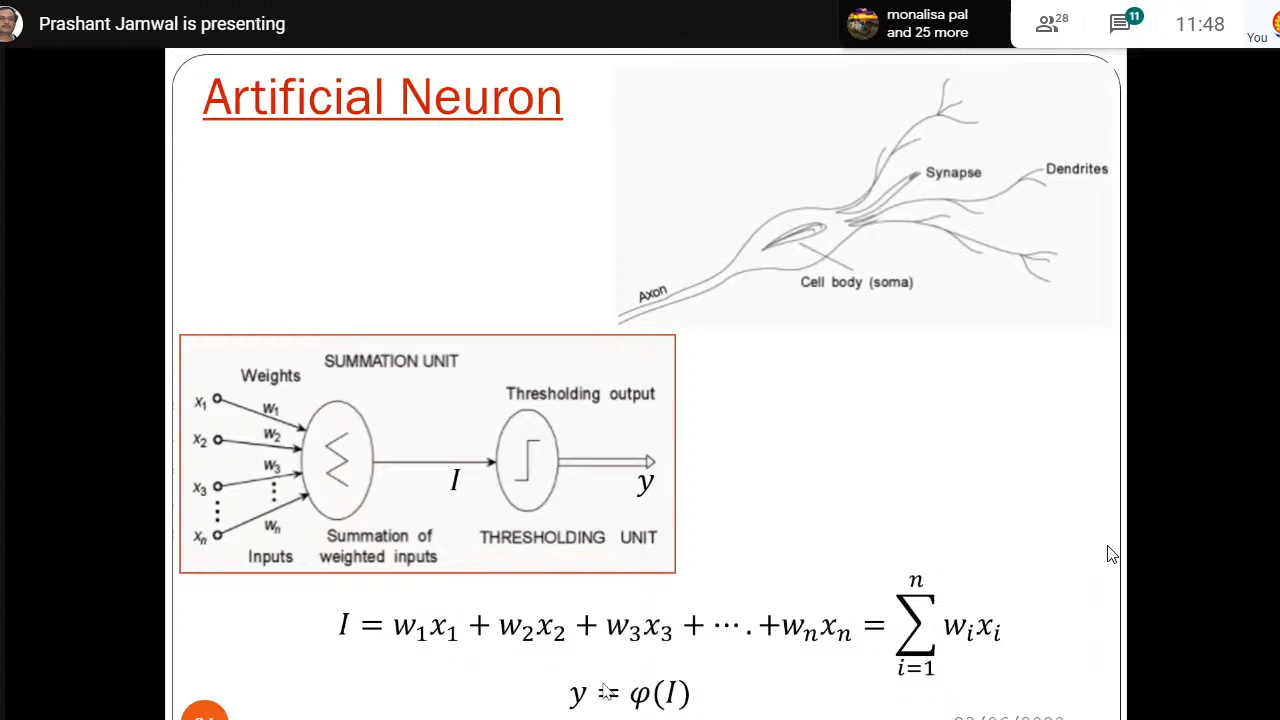 Prashant Jamwal is presenting
monalisa pal
and 25 more
28
11
11:48
You
Artificial Neuron
Synapse
Dendrites
Cell body (soma)
Axon
SUMMATION UNIT
Weights
Thresholding output
x₁
w₁
x₂
w₂
x₃
w₃
I
y
xₙ
wₙ
Summation of
weighted inputs
THRESHOLDING UNIT
Inputs
I = w₁x₁ + w₂x₂ + w₃x₃ + ⋯ . +wₙxₙ = ∑ᵢ₌₁ⁿ wᵢxᵢ
y = φ(I)